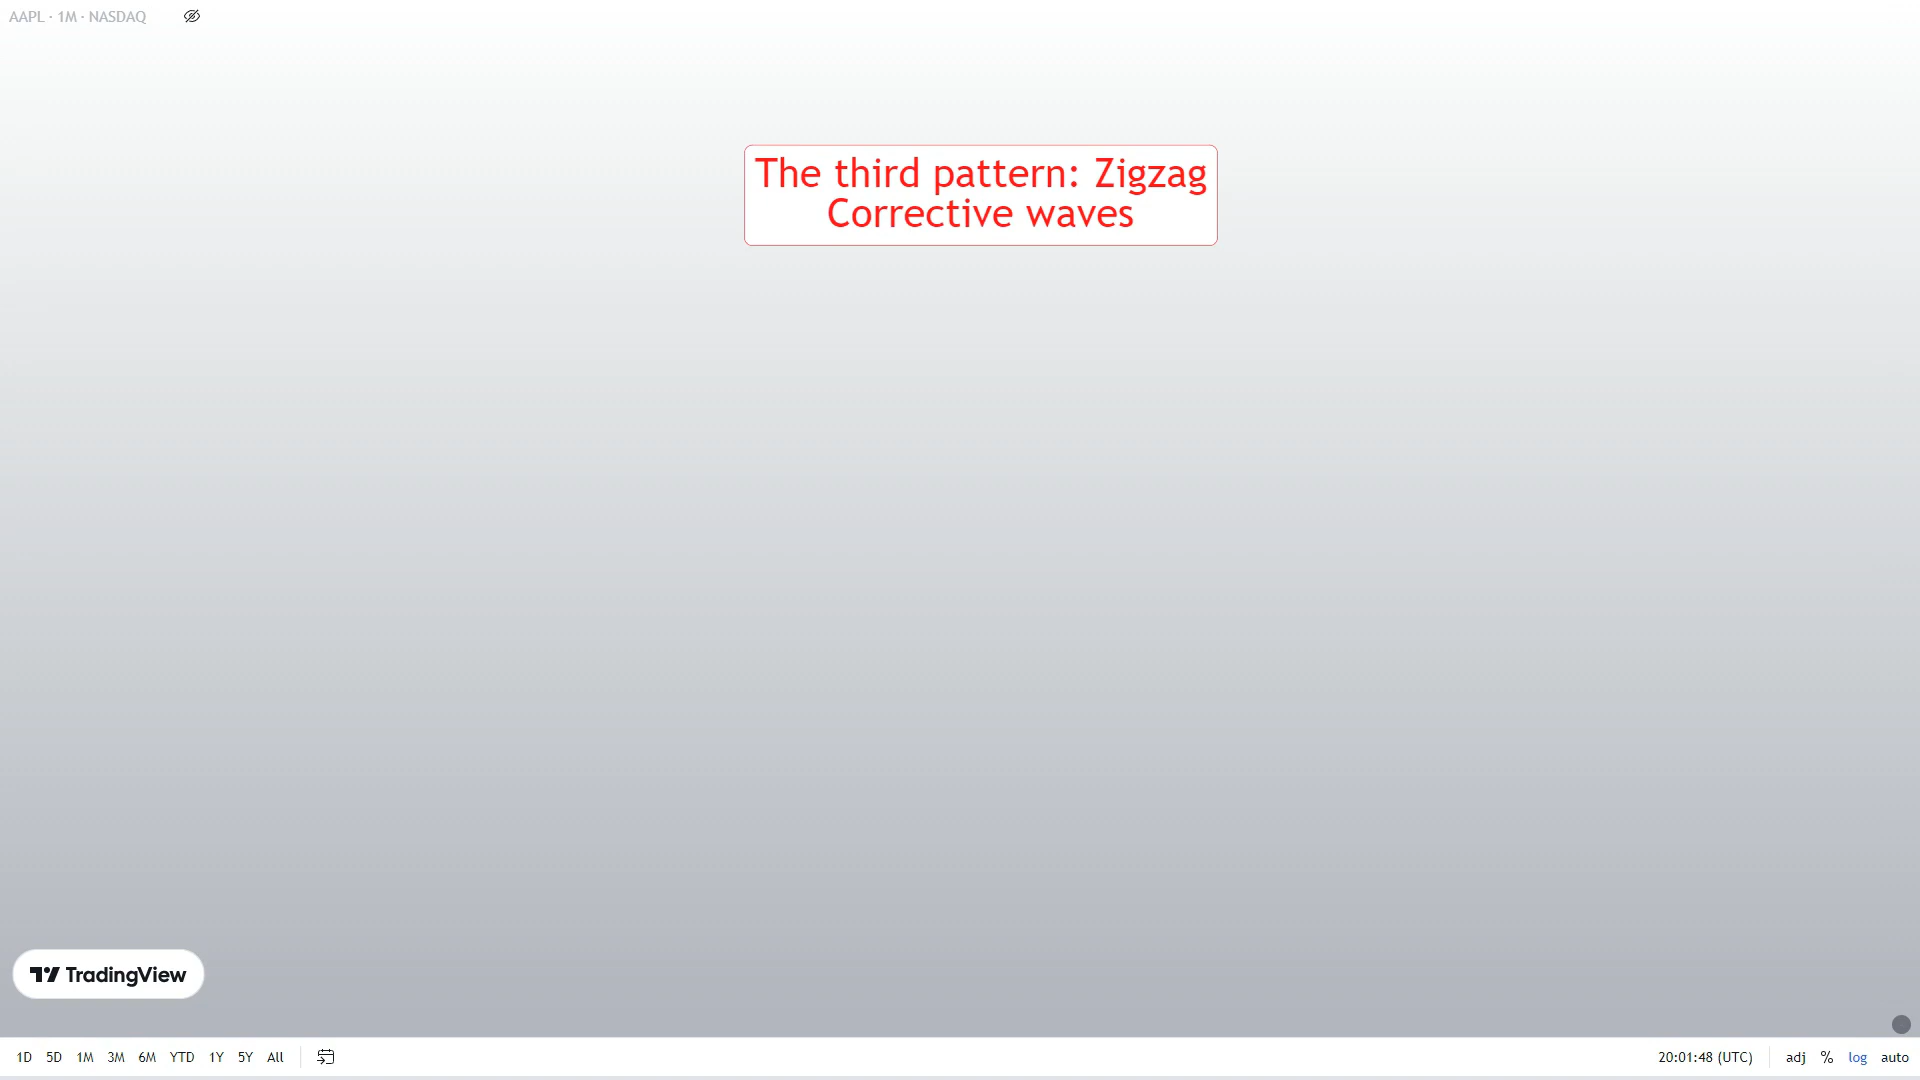 AAPL · 1M · NASDAQ
The third pattern: Zigzag
Corrective waves
TradingView
1D 5D 1M 3M 6M YTD 1Y 5Y All 20:01:48 (UTC) adj % log auto